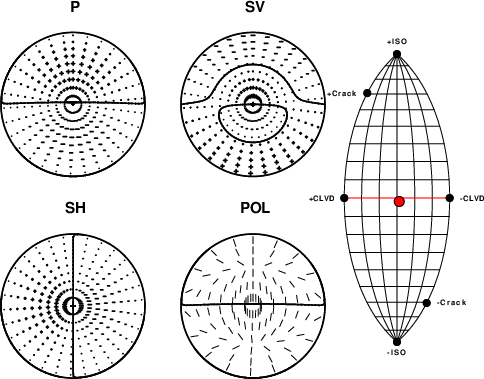 P
SV
+ISO
+Crack
+CLVD
-CLVD
SH
POL
-Crack
-ISO